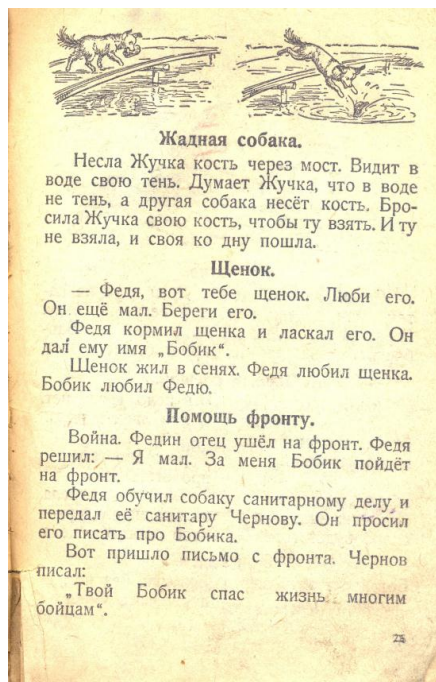 Жадная собака.
Несла Жучка кость через мост. Видит в
воде свою тень. Думает Жучка, что в воде
не тень, а другая собака несёт кость. Бро-
сила Жучка свою кость, чтобы ту взять. И ту
не взяла, и своя ко дну пошла.
Щенок.
— Федя, вот тебе щенок. Люби его.
Он ещё мал. Береги его.
Федя кормил щенка и ласкал его. Он
дал ему имя „Бобик“.
Щенок жил в сенях. Федя любил щенка.
Бобик любил Федю.
Помощь фронту.
Война. Федин отец ушёл на фронт. Федя
решил: — Я мал. За меня Бобик пойдёт
на фронт.
Федя обучил собаку санитарному делу и
передал её санитару Чернову. Он просил
его писать про Бобика.
Вот пришло письмо с фронта. Чернов
писал:
„Твой Бобик спас жизнь многим
бойцам“.